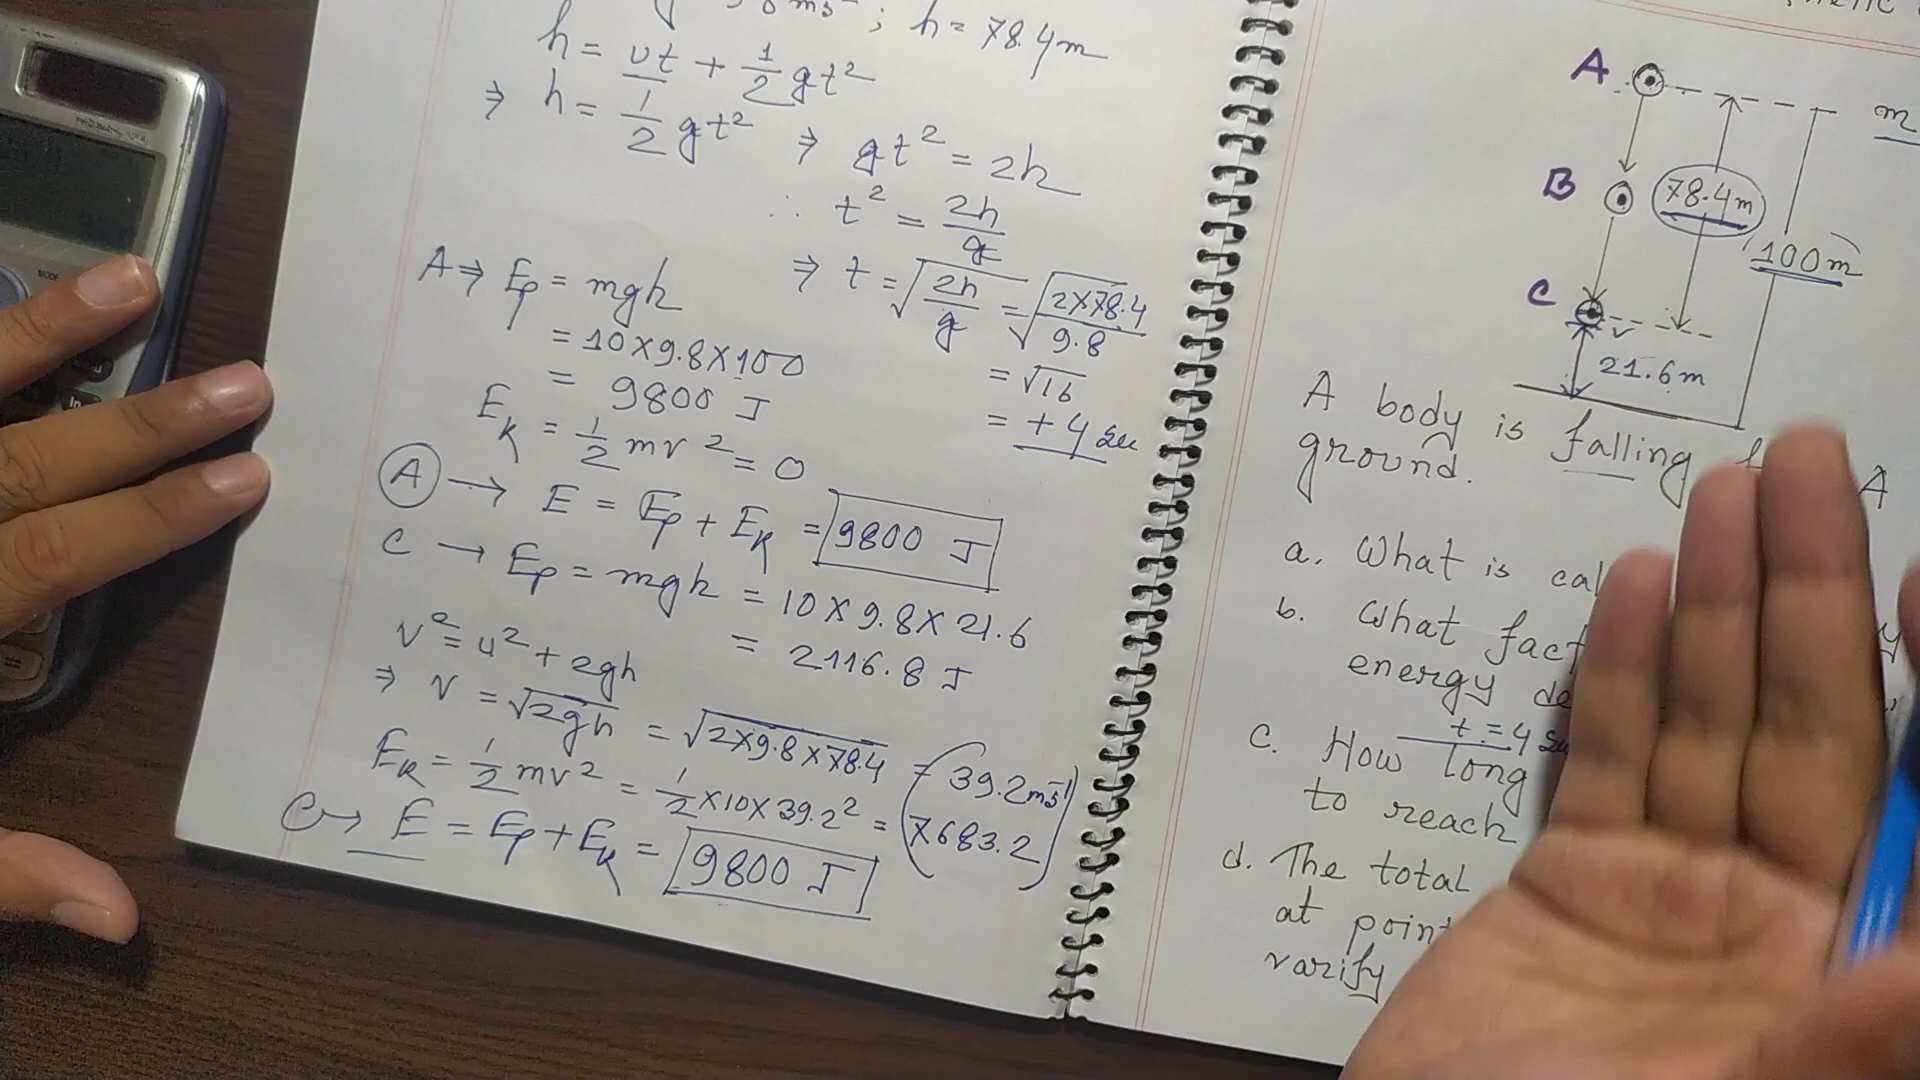 ; h = 78.4m
h = ut + 1/2 gt²
⇒ h = 1/2 gt² ⇒ gt² = 2h
∴ t² = 2h/g
⇒ t = √(2h/g) = √(2×78.4/9.8)
= √16
= + 4 sec
A ⇒ Ep = mgh
= 10×9.8×100
= 9800 J
EK = 1/2 mv² = 0
A → E = Ep + EK = 9800 J
C → Ep = mgh = 10×9.8×21.6
= 2116.8 J
v² = u² + 2gh
⇒ v = √2gh = √2×9.8×78.4 = 39.2ms⁻¹
EK = 1/2 mv² = 1/2 ×10×39.2² = 7683.2
C → E = Ep + EK = 9800 J
A
m
B
78.4m
100m
C
v
21.6m
A body is falling A
ground.
a. What is
b. What
energy
t = 4 sec
c. How long
to reach
d. The total
at
varify
MODE
ln